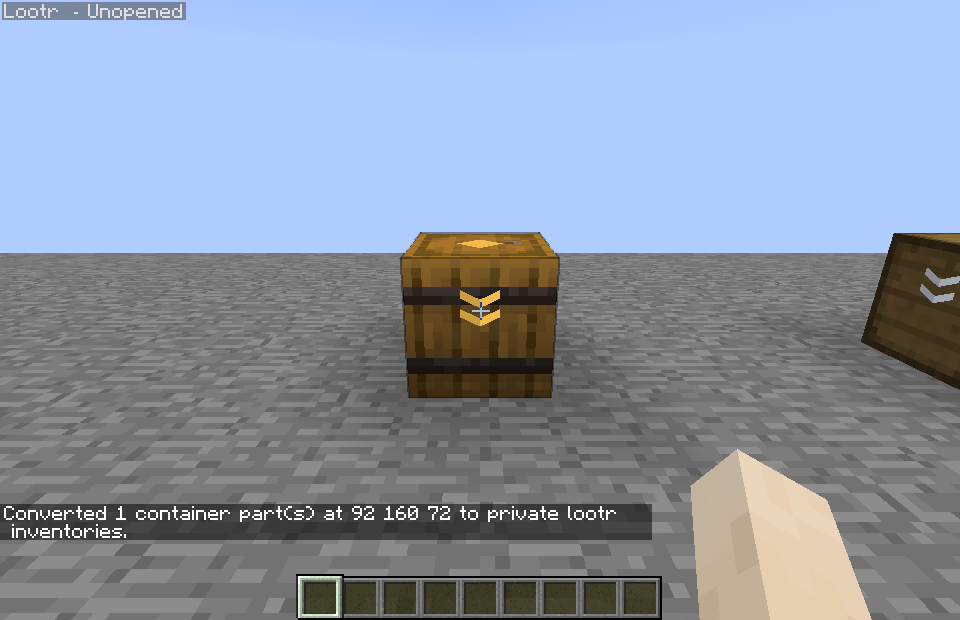 Lootr - Unopened
Converted 1 container part(s) at 92 160 72 to private lootr
inventories.